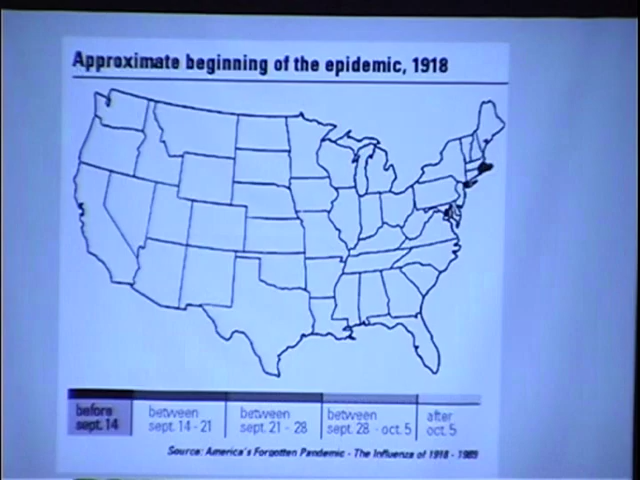 Approximate beginning of the epidemic, 1918
before
sept. 14
between
sept. 14 - 21
between
sept. 21 - 28
between
sept. 28 - oct. 5
after
oct. 5
Source: America's Forgotten Pandemic - The Influenza of 1918 - 1989